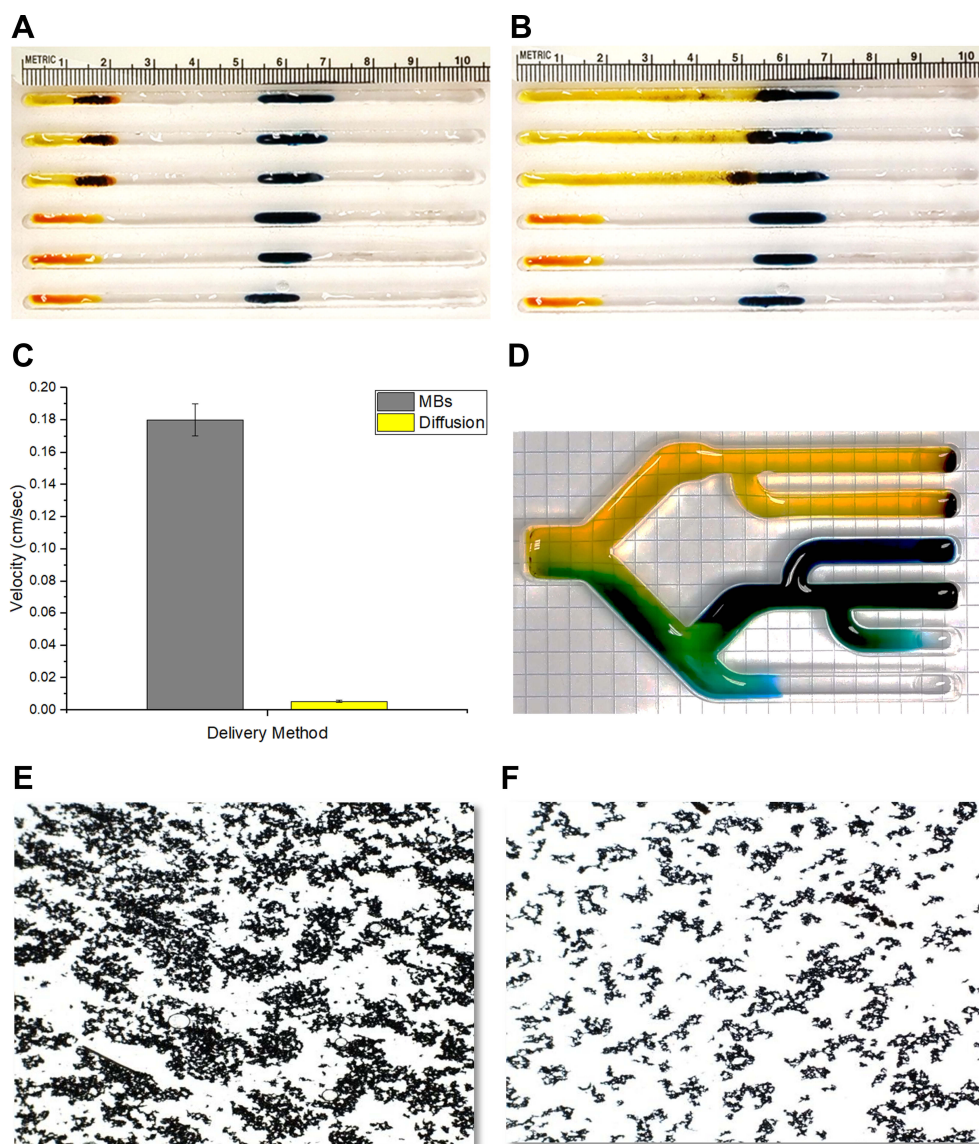 A
METRIC 1 2 3 4 5 6 7 8 9 10
B
METRIC 1 2 3 4 5 6 7 8 9 10
C
0.20
0.18
0.16
0.14
0.12
0.10
0.08
0.06
0.04
0.02
0.00
Velocity (cm/sec)
Delivery Method
MBs
Diffusion
D
E
F